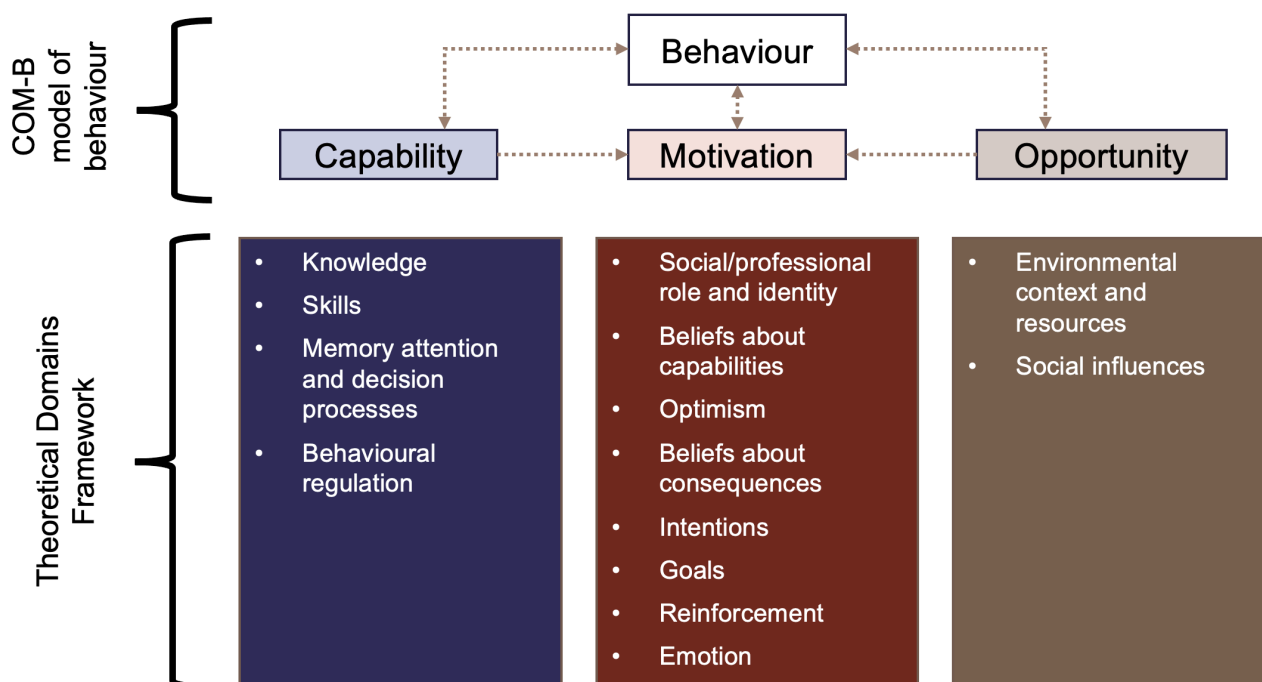 COM-B
model of
behaviour
Behaviour
Capability
Motivation
Opportunity
Theoretical Domains
Framework
• Knowledge
• Skills
• Memory attention
and decision
processes
• Behavioural
regulation
• Social/professional
role and identity
• Beliefs about
capabilities
• Optimism
• Beliefs about
consequences
• Intentions
• Goals
• Reinforcement
• Emotion
• Environmental
context and
resources
• Social influences